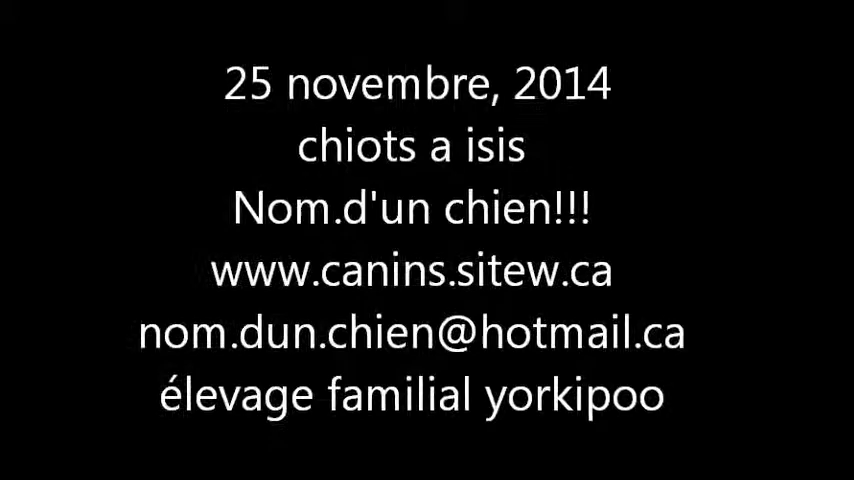 25 novembre, 2014
chiots a isis
Nom.d'un chien!!!
www.canins.sitew.ca
nom.dun.chien@hotmail.ca
élevage familial yorkipoo